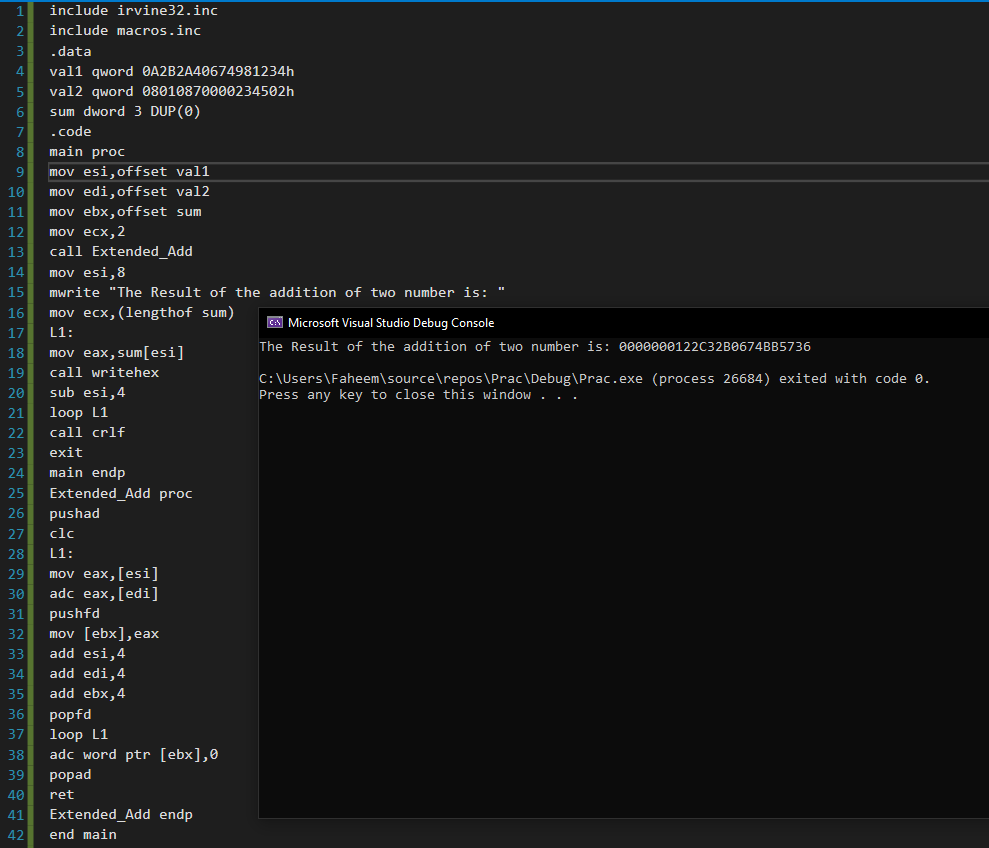 1 include irvine32.inc
2 include macros.inc
3 .data
4 val1 qword 0A2B2A40674981234h
5 val2 qword 08010870000234502h
6 sum dword 3 DUP(0)
7 .code
8 main proc
9 mov esi,offset val1
10 mov edi,offset val2
11 mov ebx,offset sum
12 mov ecx,2
13 call Extended_Add
14 mov esi,8
15 mwrite "The Result of the addition of two number is: "
16 mov ecx,(lengthof sum)
17 L1:
18 mov eax,sum[esi]
19 call writehex
20 sub esi,4
21 loop L1
22 call crlf
23 exit
24 main endp
25 Extended_Add proc
26 pushad
27 clc
28 L1:
29 mov eax,[esi]
30 adc eax,[edi]
31 pushfd
32 mov [ebx],eax
33 add esi,4
34 add edi,4
35 add ebx,4
36 popfd
37 loop L1
38 adc word ptr [ebx],0
39 popad
40 ret
41 Extended_Add endp
42 end main
C:\ Microsoft Visual Studio Debug Console
The Result of the addition of two number is: 0000000122C32B0674BB5736
C:\Users\Faheem\source\repos\Prac\Debug\Prac.exe (process 26684) exited with code 0.
Press any key to close this window . . .